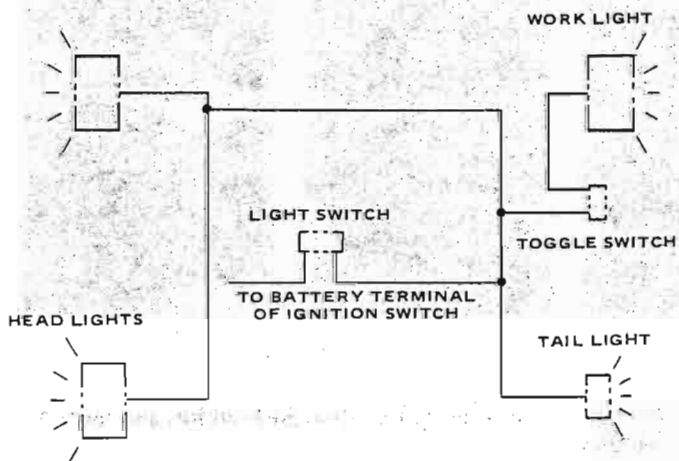 WORK LIGHT
LIGHT SWITCH
TOGGLE SWITCH
TO BATTERY TERMINAL
OF IGNITION SWITCH
HEAD LIGHTS
TAIL LIGHT